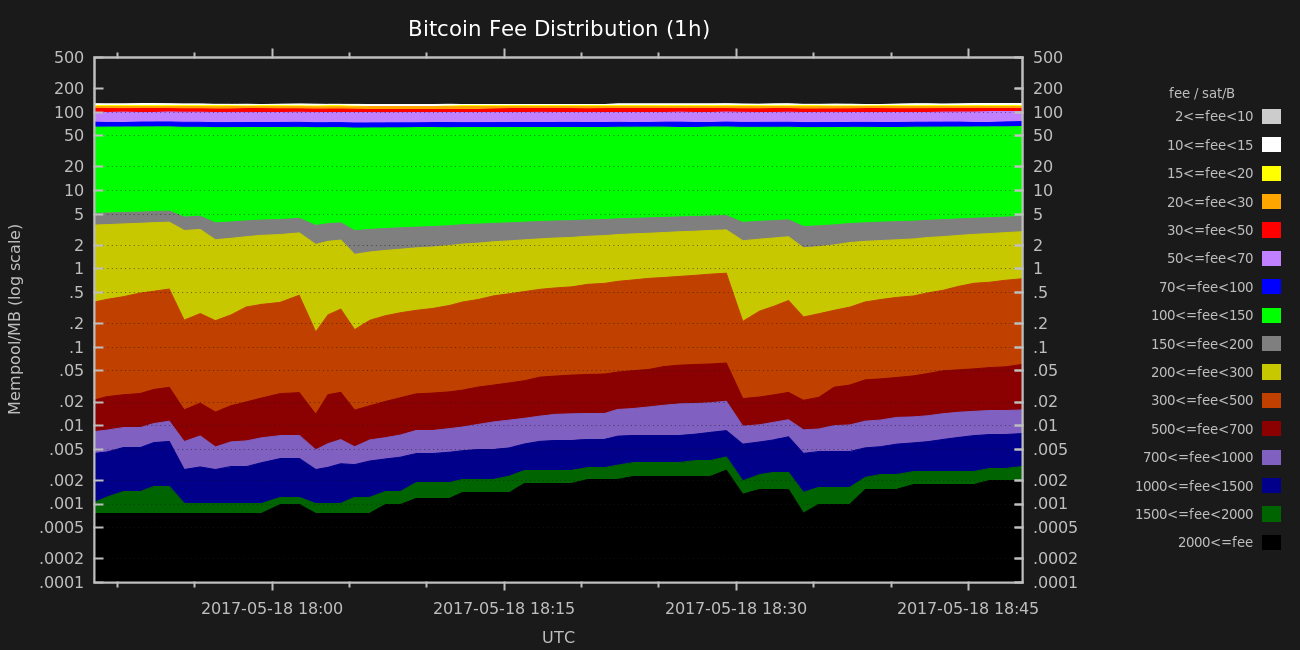 Bitcoin Fee Distribution (1h)
Mempool/MB (log scale)
500
200
100
50
20
10
5
2
1
.5
.2
.1
.05
.02
.01
.005
.002
.001
.0005
.0002
.0001
500
200
100
50
20
10
5
2
1
.5
.2
.1
.05
.02
.01
.005
.002
.001
.0005
.0002
.0001
2017-05-18 18:00
2017-05-18 18:15
2017-05-18 18:30
2017-05-18 18:45
UTC
fee / sat/B
2<=fee<10
10<=fee<15
15<=fee<20
20<=fee<30
30<=fee<50
50<=fee<70
70<=fee<100
100<=fee<150
150<=fee<200
200<=fee<300
300<=fee<500
500<=fee<700
700<=fee<1000
1000<=fee<1500
1500<=fee<2000
2000<=fee